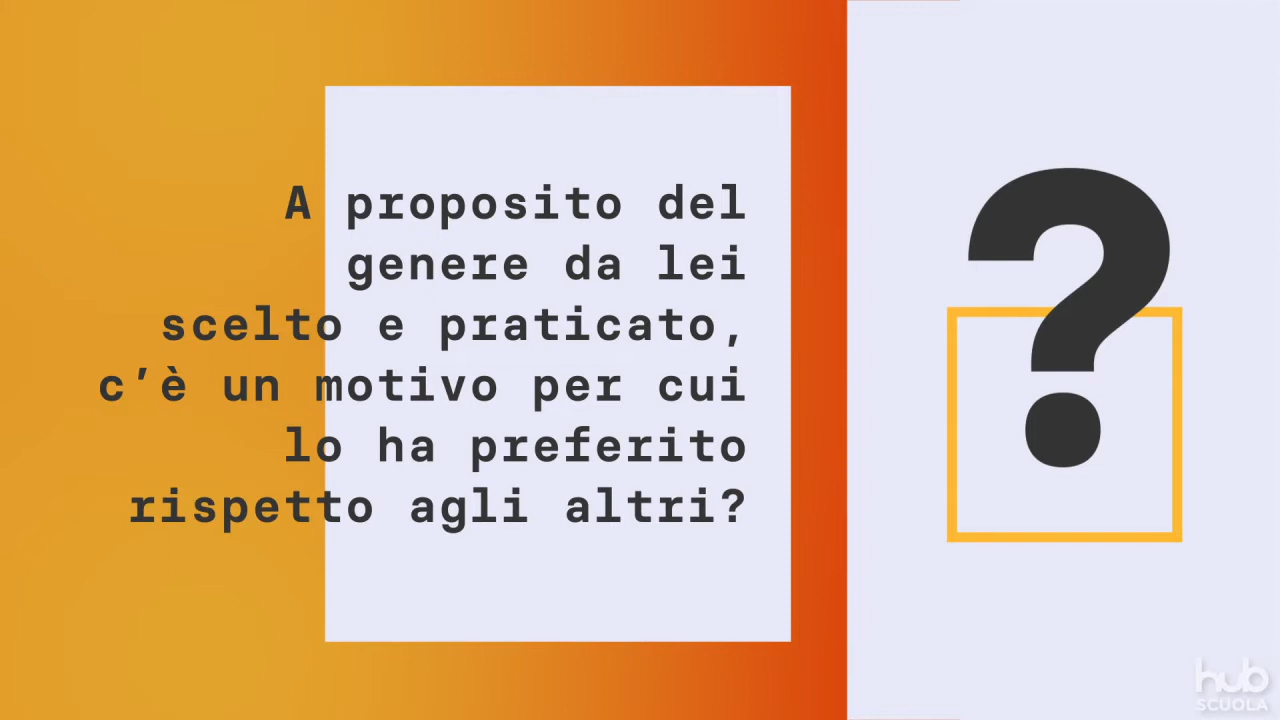 A proposito del
genere da lei
scelto e praticato,
c’è un motivo per cui
lo ha preferito
rispetto agli altri?
?
hub
SCUOLA